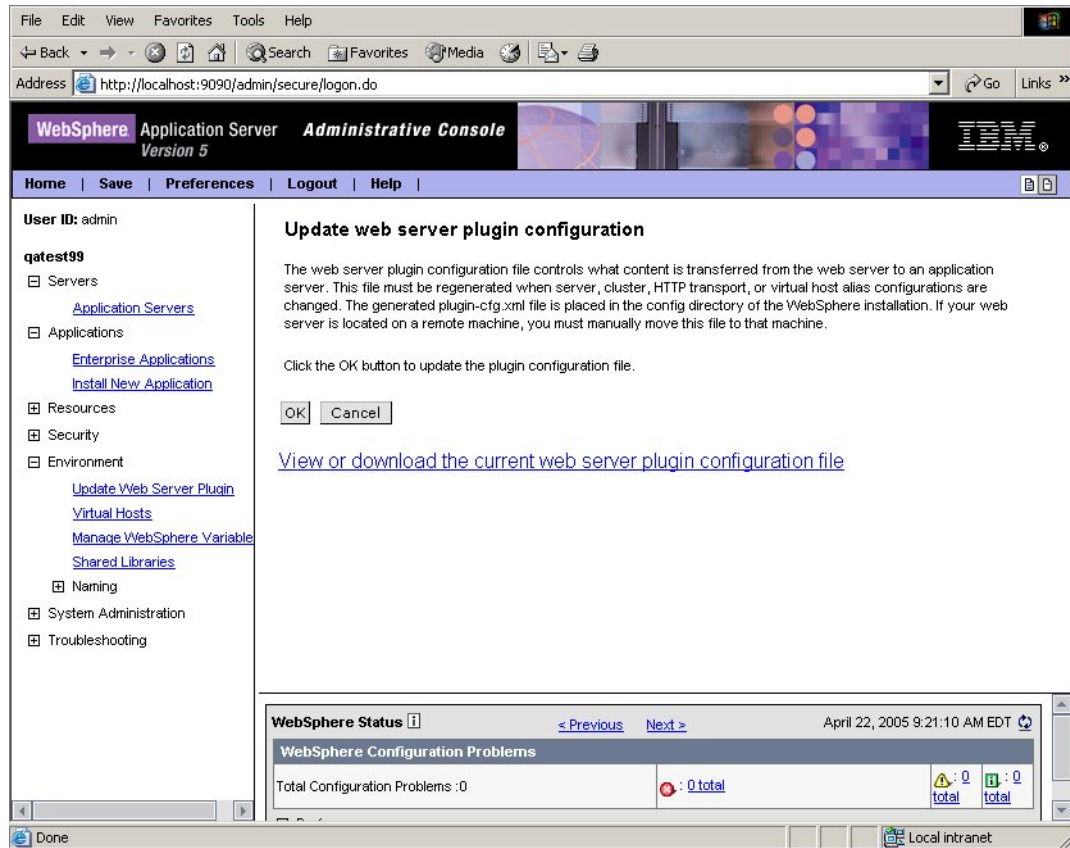 File Edit View Favorites Tools Help
Back Search Favorites Media
Address http://localhost:9090/admin/secure/logon.do Go Links »
WebSphere Application Server Administrative Console
Version 5
IBM®
Home | Save | Preferences | Logout | Help |
User ID: admin
qatest99
Servers
Application Servers
Applications
Enterprise Applications
Install New Application
Resources
Security
Environment
Update Web Server Plugin
Virtual Hosts
Manage WebSphere Variable
Shared Libraries
Naming
System Administration
Troubleshooting
Update web server plugin configuration
The web server plugin configuration file controls what content is transferred from the web server to an application
server. This file must be regenerated when server, cluster, HTTP transport, or virtual host alias configurations are
changed. The generated plugin-cfg.xml file is placed in the config directory of the WebSphere installation. If your web
server is located on a remote machine, you must manually move this file to that machine.
Click the OK button to update the plugin configuration file.
OK Cancel
View or download the current web server plugin configuration file
WebSphere Status i < Previous Next > April 22, 2005 9:21:10 AM EDT
WebSphere Configuration Problems
Total Configuration Problems :0 : 0 total : 0 total : 0 total
Done Local intranet